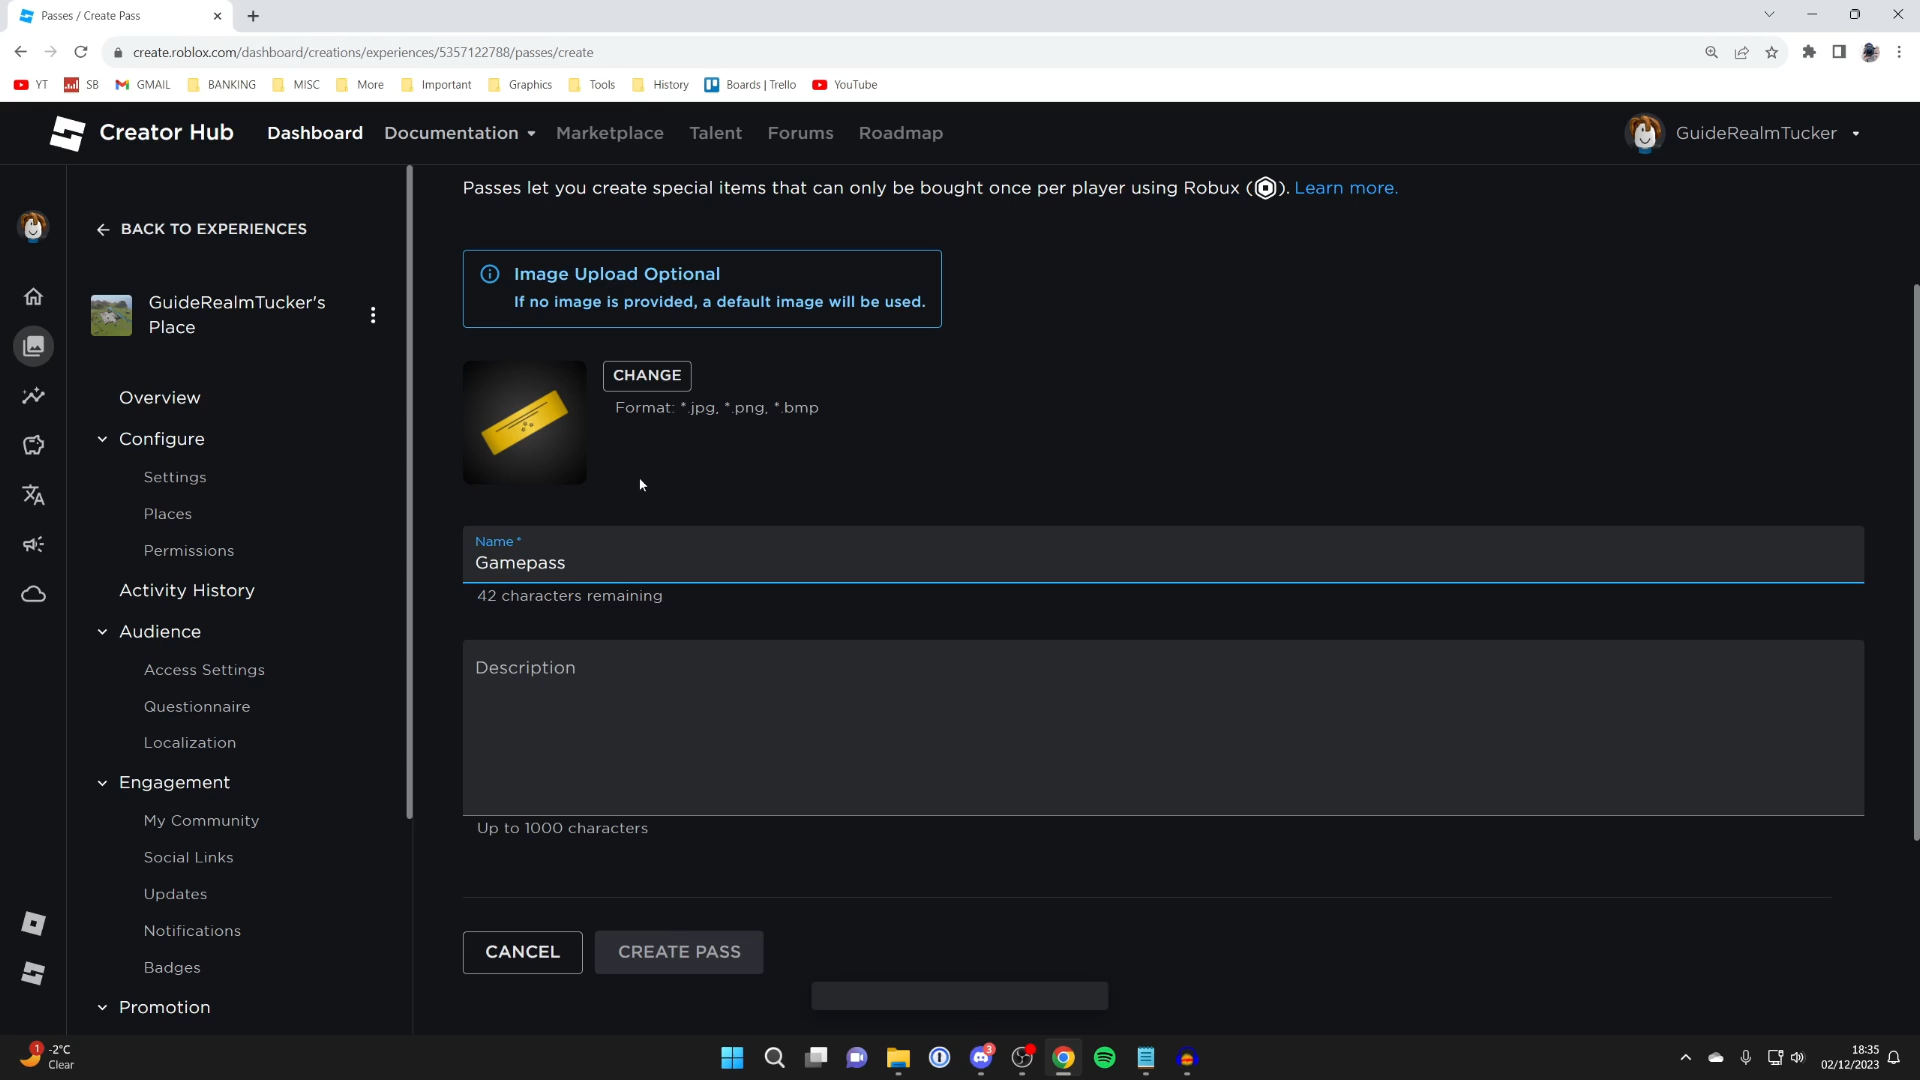 Passes / Create Pass
create.roblox.com/dashboard/creations/experiences/5357122788/passes/create
YT SB GMAIL BANKING MISC More Important Graphics Tools History Boards | Trello YouTube
Creator Hub Dashboard Documentation Marketplace Talent Forums Roadmap GuideRealmTucker
Passes let you create special items that can only be bought once per player using Robux ( ). Learn more.
BACK TO EXPERIENCES
Image Upload Optional
If no image is provided, a default image will be used.
GuideRealmTucker's
Place
CHANGE
Format: *.jpg, *.png, *.bmp
Overview
Configure
Settings
Places
Permissions
Activity History
Audience
Access Settings
Questionnaire
Localization
Engagement
My Community
Social Links
Updates
Notifications
Badges
Promotion
Name*
Gamepass
42 characters remaining
Description
Up to 1000 characters
CANCEL CREATE PASS
1
-2°C
Clear
3
18:35
02/12/2023